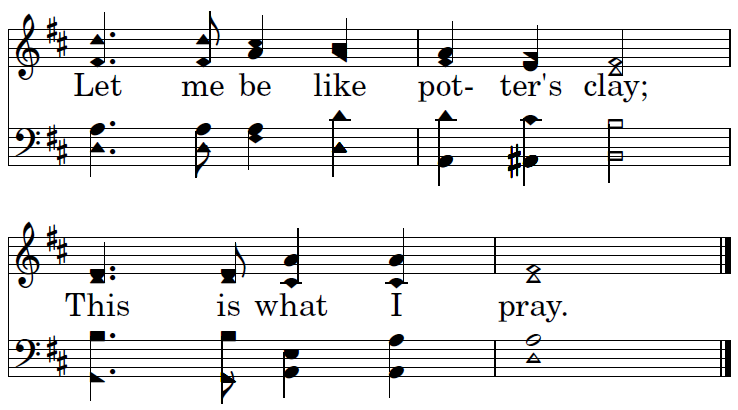 Let me be like pot- ter's clay;
This is what I pray.